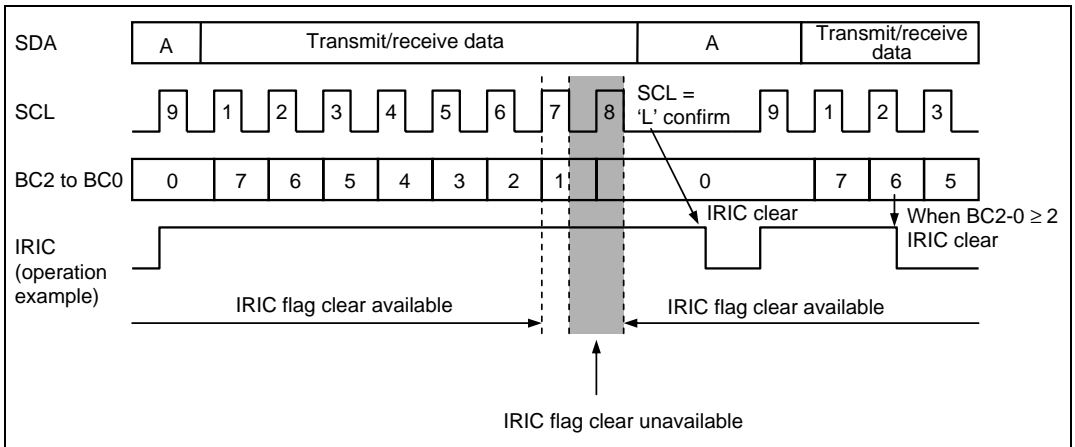 SDA A Transmit/receive data A Transmit/receive
data
SCL 9 1 2 3 4 5 6 7 8 SCL =
'L' confirm 9 1 2 3
BC2 to BC0 0 7 6 5 4 3 2 1 0 7 6 5
IRIC clear
When BC2-0 ≥ 2
IRIC clear
IRIC
(operation
example)
IRIC flag clear available IRIC flag clear available
IRIC flag clear unavailable